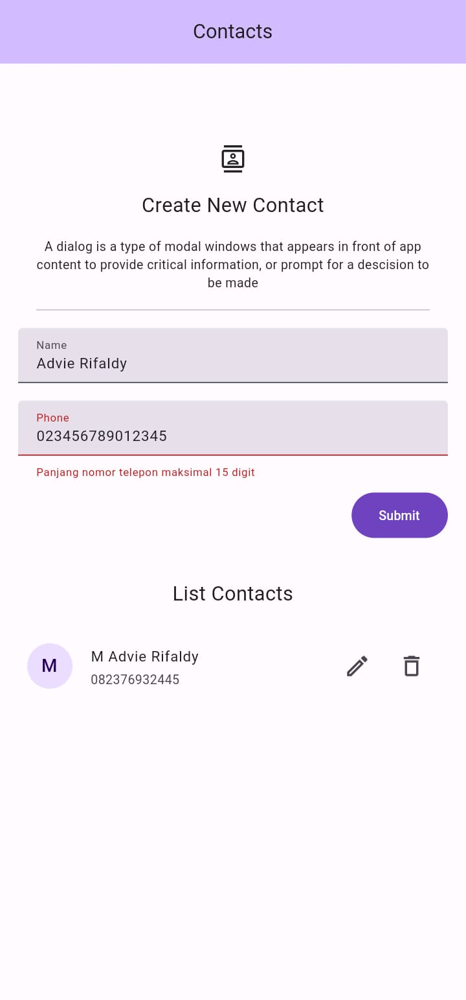 Contacts
Create New Contact
A dialog is a type of modal windows that appears in front of app
content to provide critical information, or prompt for a descision to
be made
Name
Advie Rifaldy
Phone
023456789012345
Panjang nomor telepon maksimal 15 digit
Submit
List Contacts
M
M Advie Rifaldy
082376932445